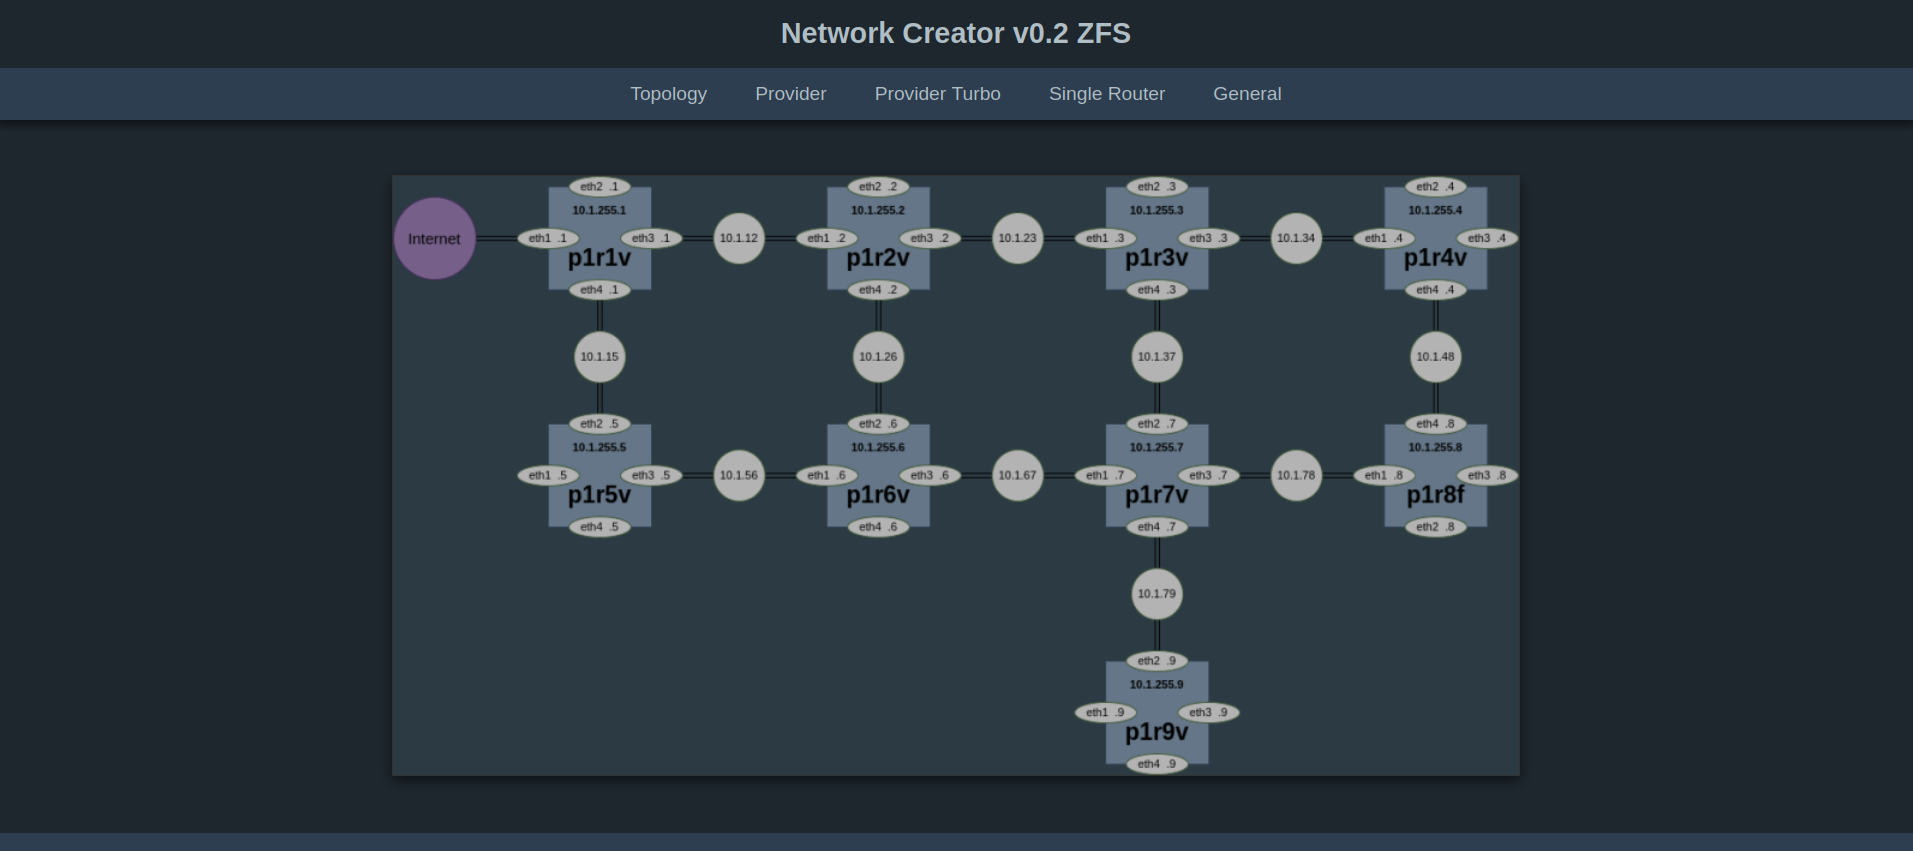 Network Creator v0.2 ZFS
Topology Provider Provider Turbo Single Router General
eth2 .1 eth2 .2 eth2 .3 eth2 .4
10.1.255.1 10.1.255.2 10.1.255.3 10.1.255.4
Internet eth1 .1 eth3 .1 10.1.12 eth1 .2 eth3 .2 10.1.23 eth1 .3 eth3 .3 10.1.34 eth1 .4 eth3 .4
p1r1v p1r2v p1r3v p1r4v
eth4 .1 eth4 .2 eth4 .3 eth4 .4
10.1.15 10.1.26 10.1.37 10.1.48
eth2 .5 eth2 .6 eth2 .7 eth4 .8
10.1.255.5 10.1.255.6 10.1.255.7 10.1.255.8
eth1 .5 eth3 .5 10.1.56 eth1 .6 eth3 .6 10.1.67 eth1 .7 eth3 .7 10.1.78 eth1 .8 eth3 .8
p1r5v p1r6v p1r7v p1r8f
eth4 .5 eth4 .6 eth4 .7 eth2 .8
10.1.79
eth2 .9
10.1.255.9
eth1 .9 eth3 .9
p1r9v
eth4 .9